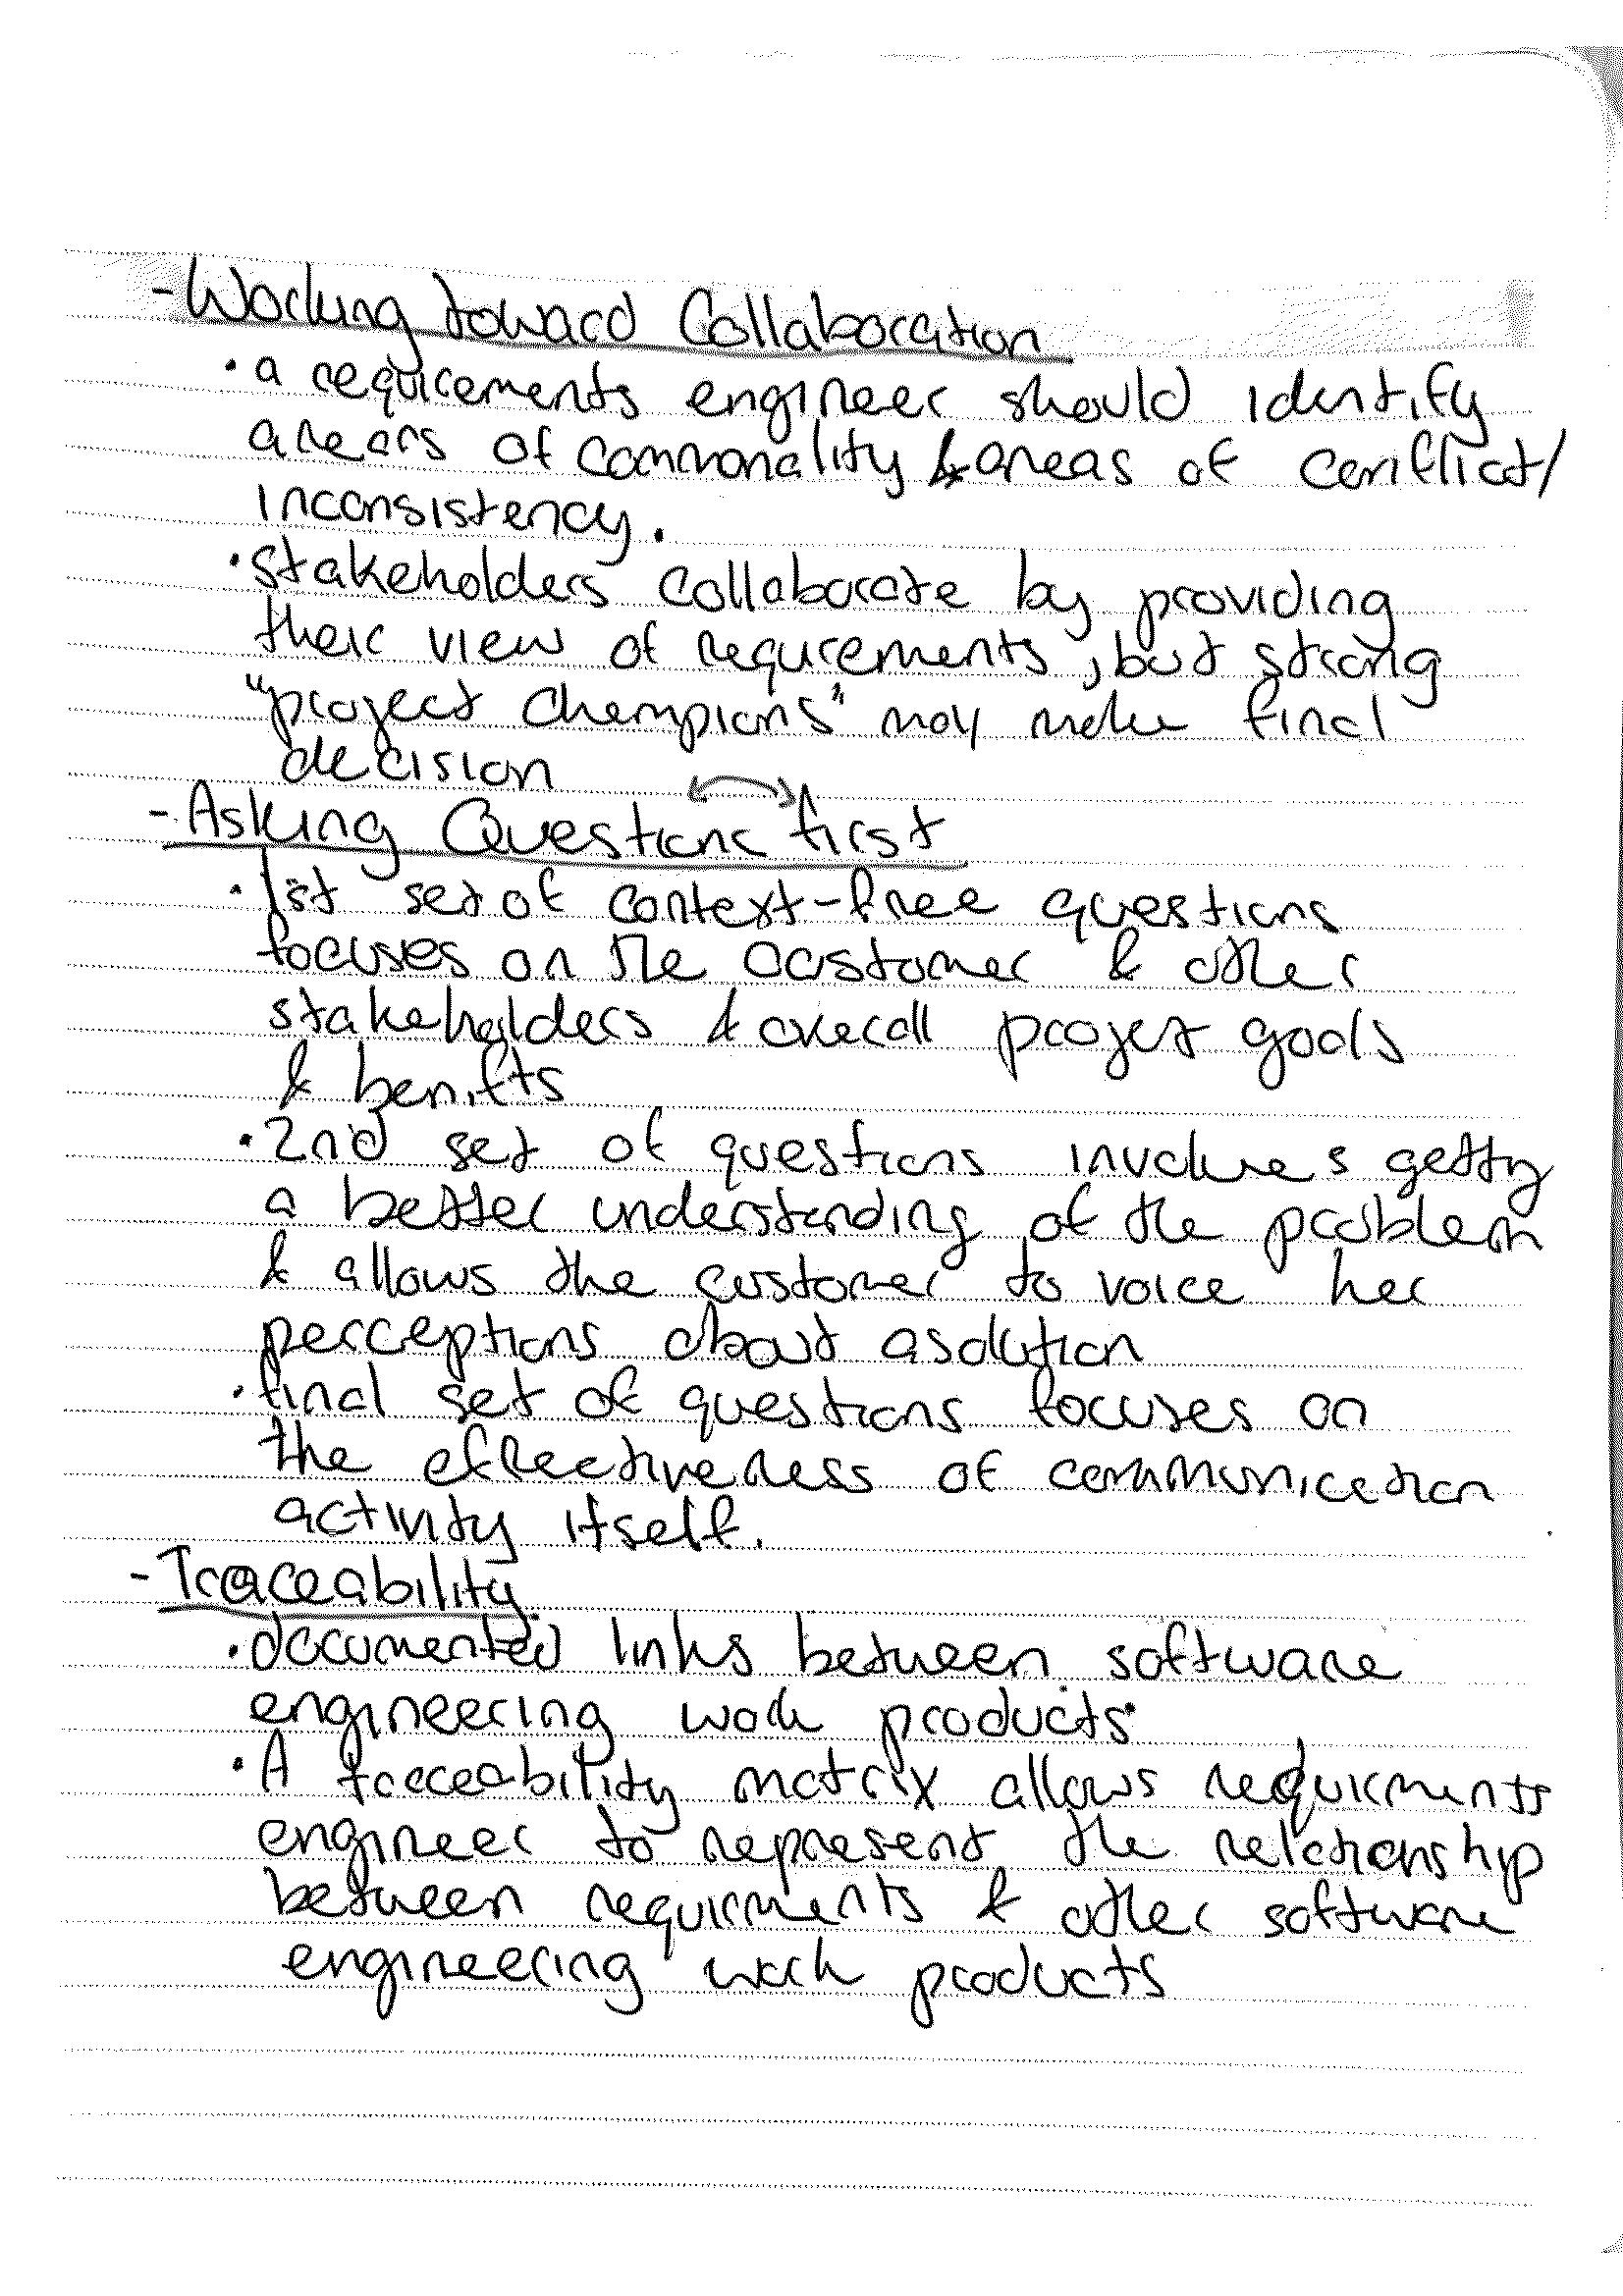 - Working toward Collaboration
• a requirements engineer should identify
areas of commonality & areas of conflict/
inconsistency.
• stakeholders collaborate by providing
their view of requirements, but strong
"project champions" may make final
decision
- Asking Questions first
• 1st set of context-free questions
focuses on the customer & other
stakeholders & overall project goals
& benifts
• 2nd set of questions involves getting
a better understanding of the problem
& allows the customer to voice her
perceptions about a solution
• final set of questions focuses on
the effectiveness of communication
activity itself.
- Traceability
• documented links between software
engineering work products
• A traceability matrix allows requirments
engineer to represent the relationship
between requirments & other software
engineering work products